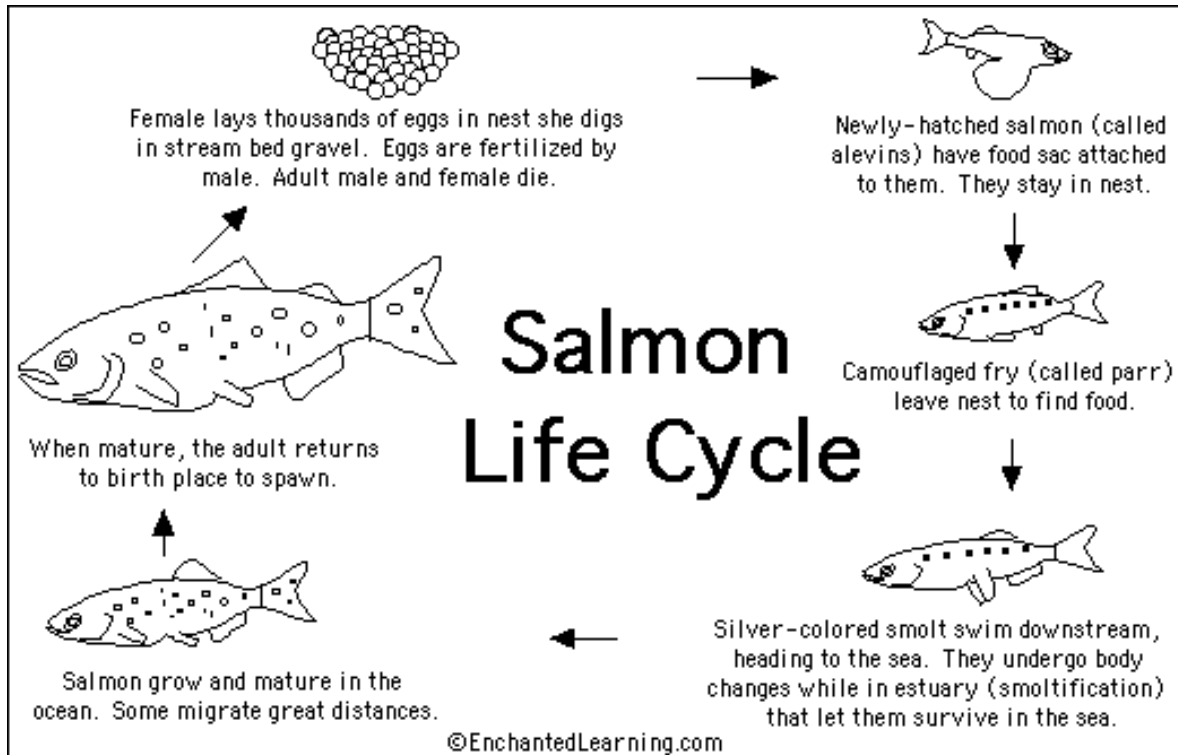 Female lays thousands of eggs in nest she digs
in stream bed gravel. Eggs are fertilized by
male. Adult male and female die.
Newly-hatched salmon (called
alevins) have food sac attached
to them. They stay in nest.
Camouflaged fry (called parr)
leave nest to find food.
Silver-colored smolt swim downstream,
heading to the sea. They undergo body
changes while in estuary (smoltification)
that let them survive in the sea.
Salmon grow and mature in the
ocean. Some migrate great distances.
When mature, the adult returns
to birth place to spawn.
Salmon
Life Cycle
©EnchantedLearning.com